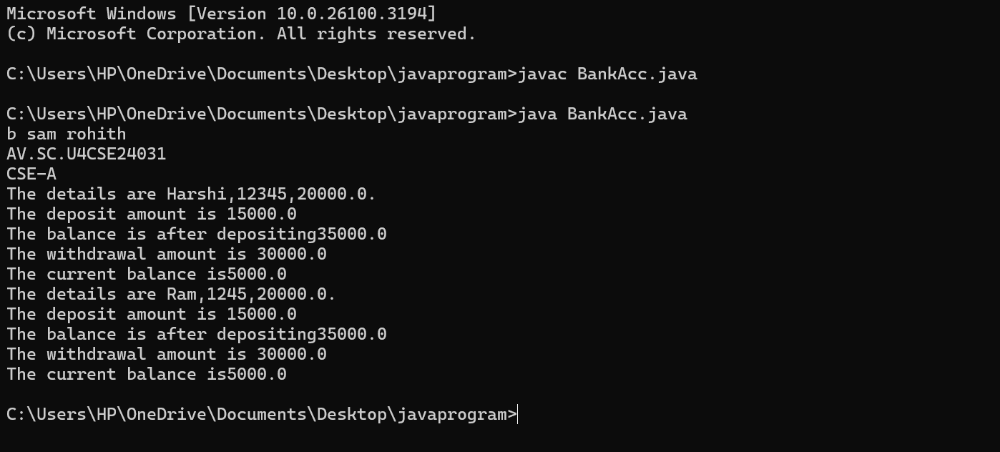 Microsoft Windows [Version 10.0.26100.3194]
(c) Microsoft Corporation. All rights reserved.
C:\Users\HP\OneDrive\Documents\Desktop\javaprogram>javac BankAcc.java
C:\Users\HP\OneDrive\Documents\Desktop\javaprogram>java BankAcc.java
b sam rohith
AV.SC.U4CSE24031
CSE-A
The details are Harshi,12345,20000.0.
The deposit amount is 15000.0
The balance is after depositing35000.0
The withdrawal amount is 30000.0
The current balance is5000.0
The details are Ram,1245,20000.0.
The deposit amount is 15000.0
The balance is after depositing35000.0
The withdrawal amount is 30000.0
The current balance is5000.0
C:\Users\HP\OneDrive\Documents\Desktop\javaprogram>